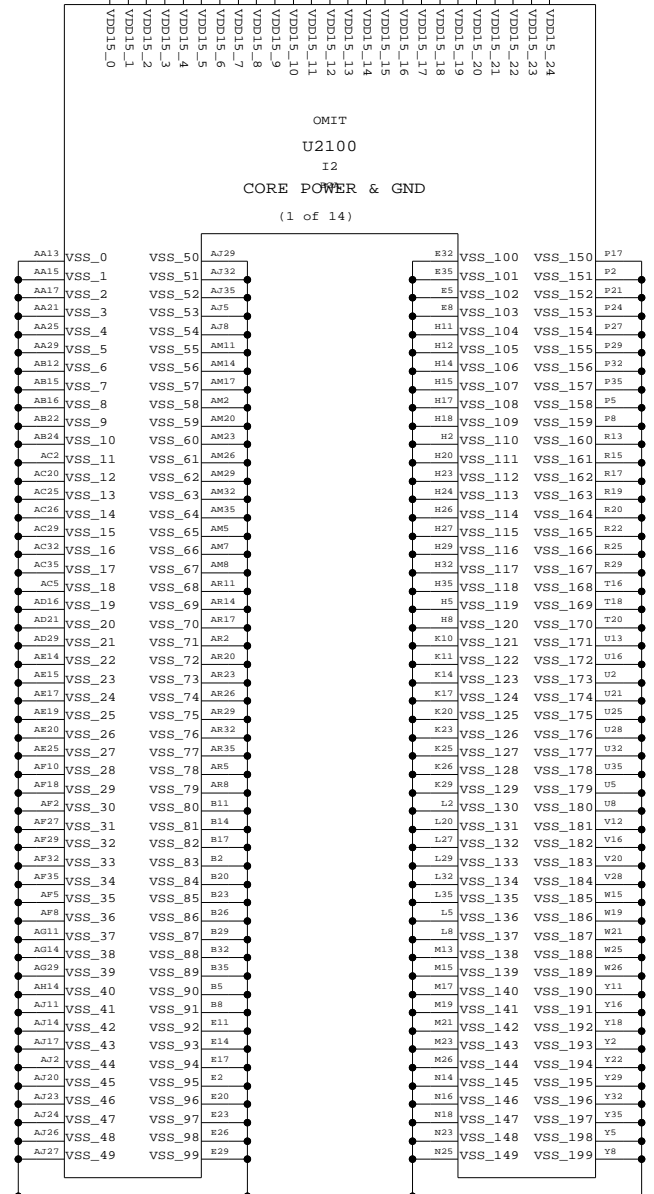 VDD15_0
VDD15_1
VDD15_2
VDD15_3
VDD15_4
VDD15_5
VDD15_6
VDD15_7
VDD15_8
VDD15_9
VDD15_10
VDD15_11
VDD15_12
VDD15_13
VDD15_14
VDD15_15
VDD15_16
VDD15_17
VDD15_18
VDD15_19
VDD15_20
VDD15_21
VDD15_22
VDD15_23
VDD15_24
OMIT
U2100
I2
CORE POWER & GND
(1 of 14)
AA13 VSS_0 VSS_50 AJ29 E32 VSS_100 VSS_150 P17
AA15 VSS_1 VSS_51 AJ32 E35 VSS_101 VSS_151 P2
AA17 VSS_2 VSS_52 AJ35 E5 VSS_102 VSS_152 P21
AA21 VSS_3 VSS_53 AJ5 E8 VSS_103 VSS_153 P24
AA25 VSS_4 VSS_54 AJ8 H11 VSS_104 VSS_154 P27
AA29 VSS_5 VSS_55 AM11 H12 VSS_105 VSS_155 P29
AB12 VSS_6 VSS_56 AM14 H14 VSS_106 VSS_156 P32
AB15 VSS_7 VSS_57 AM17 H15 VSS_107 VSS_157 P35
AB16 VSS_8 VSS_58 AM2 H17 VSS_108 VSS_158 P5
AB22 VSS_9 VSS_59 AM20 H18 VSS_109 VSS_159 P8
AB24 VSS_10 VSS_60 AM23 H2 VSS_110 VSS_160 R13
AC2 VSS_11 VSS_61 AM26 H20 VSS_111 VSS_161 R15
AC20 VSS_12 VSS_62 AM29 H23 VSS_112 VSS_162 R17
AC25 VSS_13 VSS_63 AM32 H24 VSS_113 VSS_163 R19
AC26 VSS_14 VSS_64 AM35 H26 VSS_114 VSS_164 R20
AC29 VSS_15 VSS_65 AM5 H27 VSS_115 VSS_165 R22
AC32 VSS_16 VSS_66 AM7 H29 VSS_116 VSS_166 R25
AC35 VSS_17 VSS_67 AM8 H32 VSS_117 VSS_167 R29
AC5 VSS_18 VSS_68 AR11 H35 VSS_118 VSS_168 T16
AD16 VSS_19 VSS_69 AR14 H5 VSS_119 VSS_169 T18
AD21 VSS_20 VSS_70 AR17 H8 VSS_120 VSS_170 T20
AD29 VSS_21 VSS_71 AR2 K10 VSS_121 VSS_171 U13
AE14 VSS_22 VSS_72 AR20 K11 VSS_122 VSS_172 U16
AE15 VSS_23 VSS_73 AR23 K14 VSS_123 VSS_173 U2
AE17 VSS_24 VSS_74 AR26 K17 VSS_124 VSS_174 U21
AE19 VSS_25 VSS_75 AR29 K20 VSS_125 VSS_175 U25
AE20 VSS_26 VSS_76 AR32 K23 VSS_126 VSS_176 U28
AE25 VSS_27 VSS_77 AR35 K25 VSS_127 VSS_177 U32
AF10 VSS_28 VSS_78 AR5 K26 VSS_128 VSS_178 U35
AF18 VSS_29 VSS_79 AR8 K29 VSS_129 VSS_179 U5
AF2 VSS_30 VSS_80 B11 L2 VSS_130 VSS_180 U8
AF27 VSS_31 VSS_81 B14 L20 VSS_131 VSS_181 V12
AF29 VSS_32 VSS_82 B17 L27 VSS_132 VSS_182 V16
AF32 VSS_33 VSS_83 B2 L29 VSS_133 VSS_183 V20
AF35 VSS_34 VSS_84 B20 L32 VSS_134 VSS_184 V28
AF5 VSS_35 VSS_85 B23 L35 VSS_135 VSS_185 W15
AF8 VSS_36 VSS_86 B26 L5 VSS_136 VSS_186 W19
AG11 VSS_37 VSS_87 B29 L8 VSS_137 VSS_187 W21
AG14 VSS_38 VSS_88 B32 M13 VSS_138 VSS_188 W25
AG29 VSS_39 VSS_89 B35 M15 VSS_139 VSS_189 W26
AH14 VSS_40 VSS_90 B5 M17 VSS_140 VSS_190 Y11
AJ11 VSS_41 VSS_91 B8 M19 VSS_141 VSS_191 Y16
AJ14 VSS_42 VSS_92 E11 M21 VSS_142 VSS_192 Y18
AJ17 VSS_43 VSS_93 E14 M23 VSS_143 VSS_193 Y2
AJ2 VSS_44 VSS_94 E17 M26 VSS_144 VSS_194 Y22
AJ20 VSS_45 VSS_95 E2 N14 VSS_145 VSS_195 Y29
AJ23 VSS_46 VSS_96 E20 N16 VSS_146 VSS_196 Y32
AJ24 VSS_47 VSS_97 E23 N18 VSS_147 VSS_197 Y35
AJ26 VSS_48 VSS_98 E26 N23 VSS_148 VSS_198 Y5
AJ27 VSS_49 VSS_99 E29 N25 VSS_149 VSS_199 Y8